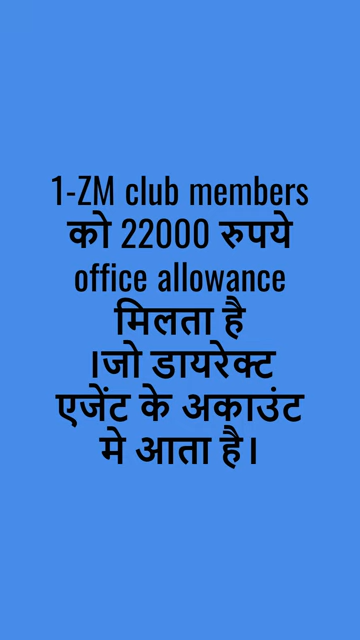 1-ZM club members
को 22000 रुपये
office allowance
मिलता है
।जो डायरेक्ट
एजेंट के अकाउंट
मे आता है।